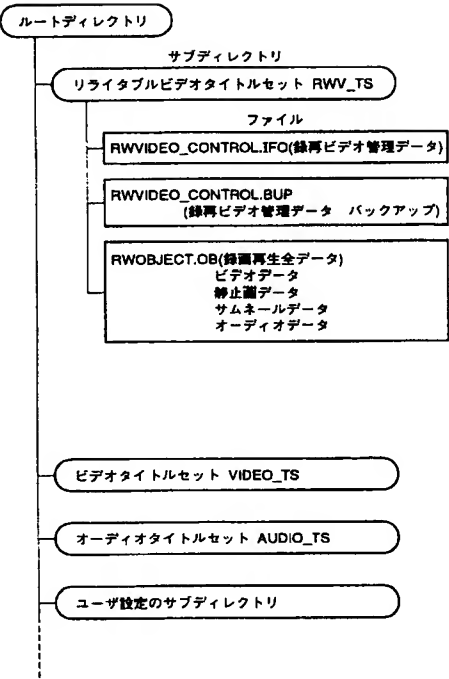 ルートディレクトリ
サブディレクトリ
リライタブルビデオタイトルセット RWV_TS
ファイル
RWVIDEO_CONTROL.IFO(録再ビデオ管理データ)
RWVIDEO_CONTROL.BUP
(録再ビデオ管理データ バックアップ)
RWOBJECT.OB(録画再生全データ)
ビデオデータ
静止画データ
サムネールデータ
オーディオデータ
ビデオタイトルセット VIDEO_TS
オーディオタイトルセット AUDIO_TS
ユーザ設定のサブディレクトリ